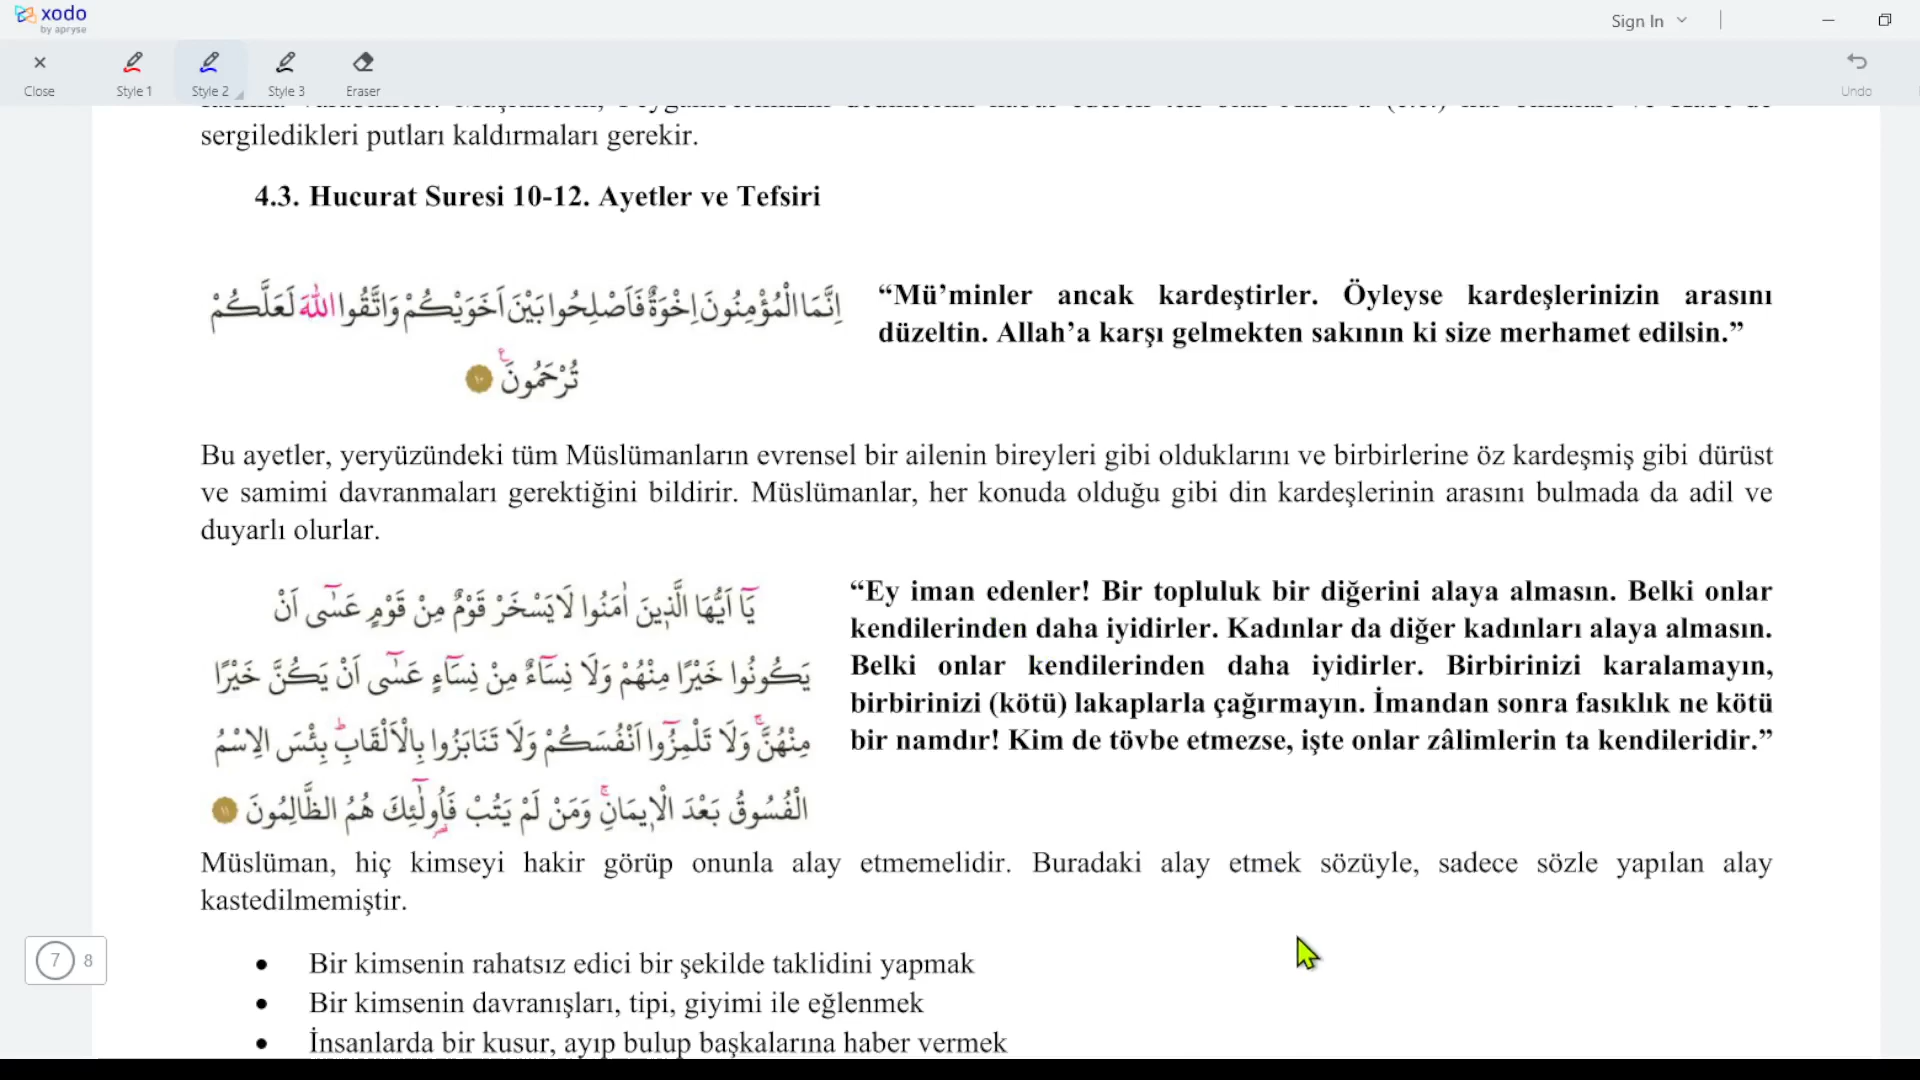 xodo
by apryse
Sign In
Close
Style 1
Style 2
Style 3
Eraser
Undo
sergiledikleri putları kaldırmaları gerekir.
4.3. Hucurat Suresi 10-12. Ayetler ve Tefsiri
اِنَّمَا الْمُؤْمِنُونَ اِخْوَةٌ فَاَصْلِحُوا بَيْنَ اَخَوَيْكُمْ وَاتَّقُوا اللّٰهَ لَعَلَّكُمْ
تُرْحَمُونَ ۚ ع ١٠
“Mü’minler ancak kardeştirler. Öyleyse kardeşlerinizin arasını
düzeltin. Allah’a karşı gelmekten sakının ki size merhamet edilsin.”
Bu ayetler, yeryüzündeki tüm Müslümanların evrensel bir ailenin bireyleri gibi olduklarını ve birbirlerine öz kardeşmiş gibi dürüst
ve samimi davranmaları gerektiğini bildirir. Müslümanlar, her konuda olduğu gibi din kardeşlerinin arasını bulmada da adil ve
duyarlı olurlar.
يَٓا اَيُّهَا الَّذ۪ينَ اٰمَنُوا لَا يَسْخَرْ قَوْمٌ مِنْ قَوْمٍ عَسٰٓى اَنْ
يَكُونُوا خَيْرًا مِنْهُمْ وَلَا نِسَٓاءٌ مِنْ نِسَٓاءٍ عَسٰٓى اَنْ يَكُنَّ خَيْرًا
مِنْهُنَّۚ وَلَا تَلْمِزُٓوا اَنْفُسَكُمْ وَلَا تَنَابَزُوا بِالْاَلْقَابِۜ بِئْسَ الِاسْمُ
الْفُسُوقُ بَعْدَ الْا۪يمَانِۚ وَمَنْ لَمْ يَتُبْ فَاُو۬لٰٓئِكَ هُمُ الظَّالِمُونَ ١١
“Ey iman edenler! Bir topluluk bir diğerini alaya almasın. Belki onlar
kendilerinden daha iyidirler. Kadınlar da diğer kadınları alaya almasın.
Belki onlar kendilerinden daha iyidirler. Birbirinizi karalamayın,
birbirinizi (kötü) lakaplarla çağırmayın. İmandan sonra fasıklık ne kötü
bir namdır! Kim de tövbe etmezse, işte onlar zâlimlerin ta kendileridir.”
Müslüman, hiç kimseyi hakir görüp onunla alay etmemelidir. Buradaki alay etmek sözüyle, sadece sözle yapılan alay
kastedilmemiştir.
7 8
• Bir kimsenin rahatsız edici bir şekilde taklidini yapmak
• Bir kimsenin davranışları, tipi, giyimi ile eğlenmek
• İnsanlarda bir kusur, ayıp bulup başkalarına haber vermek